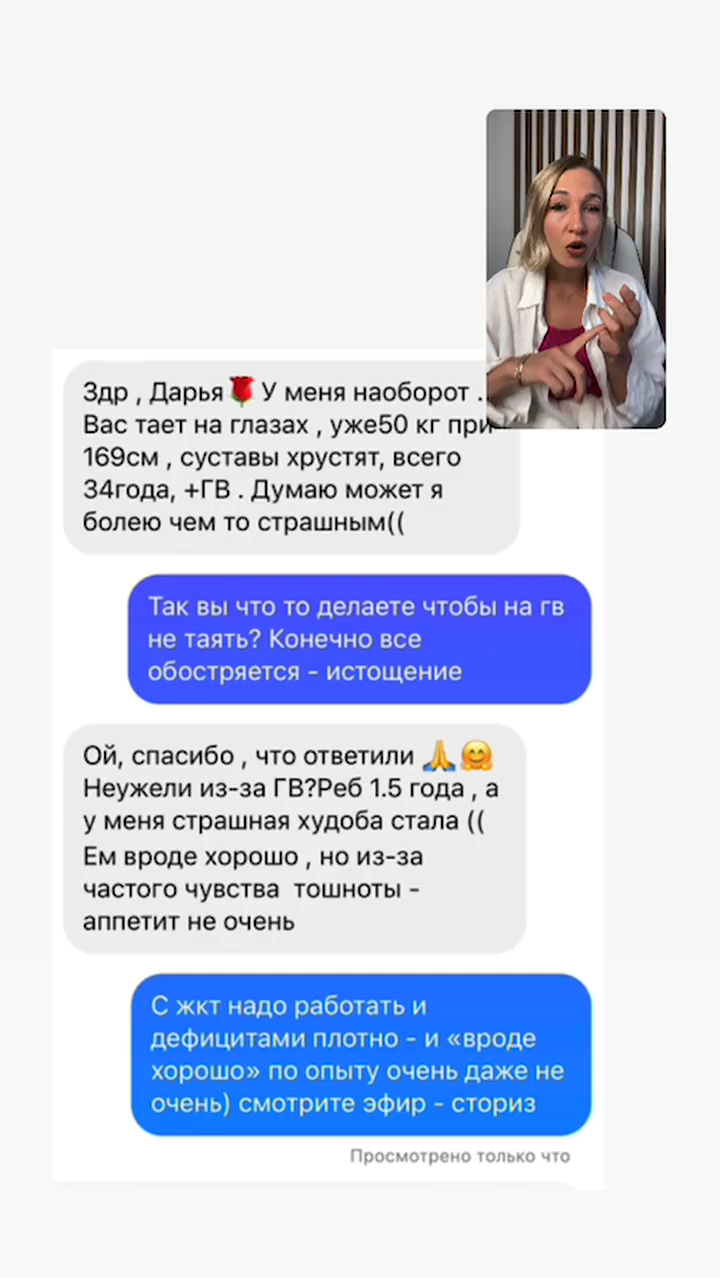 Здр , Дарья🌹 У меня наоборот .
Вас тает на глазах , уже50 кг при
169см , суставы хрустят, всего
34года, +ГВ . Думаю может я
болею чем то страшным((
Так вы что то делаете чтобы на гв
не таять? Конечно все
обостряется - истощение
Ой, спасибо , что ответили 🙏🤗
Неужели из-за ГВ?Реб 1.5 года , а
у меня страшная худоба стала ((
Ем вроде хорошо , но из-за
частого чувства тошноты -
аппетит не очень
С жкт надо работать и
дефицитами плотно - и «вроде
хорошо» по опыту очень даже не
очень) смотрите эфир - сториз
Просмотрено только что